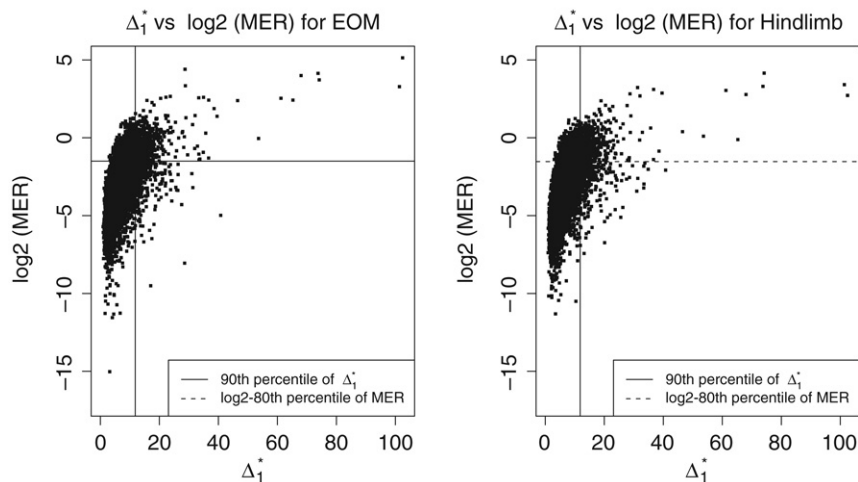 Δ₁* vs log2 (MER) for EOM
5
0
−5
−10
−15
log2 (MER)
90th percentile of Δ₁*
log2-80th percentile of MER
0 20 40 60 80 100
Δ₁*
Δ₁* vs log2 (MER) for Hindlimb
5
0
−5
−10
−15
log2 (MER)
90th percentile of Δ₁*
log2-80th percentile of MER
0 20 40 60 80 100
Δ₁*